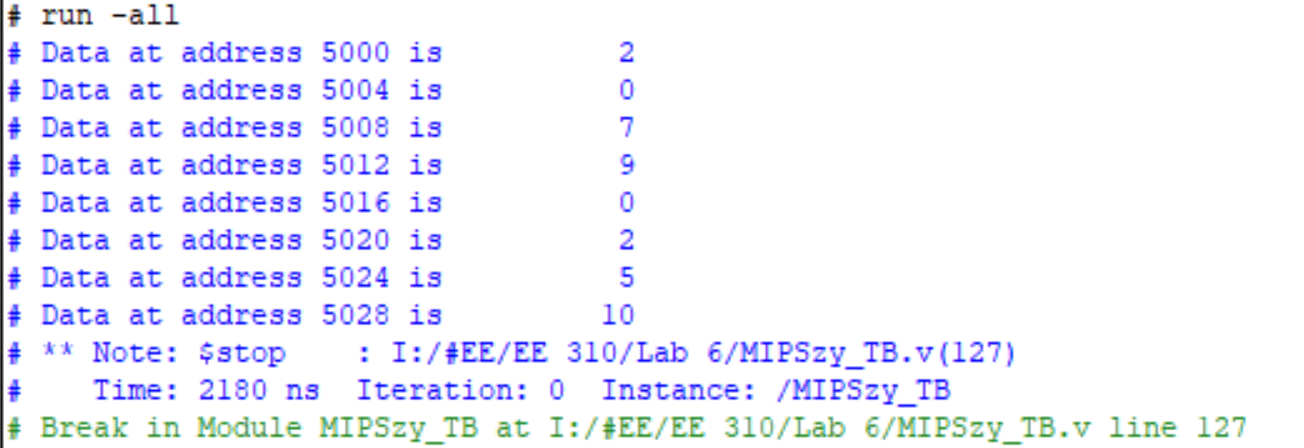 # run -all
# Data at address 5000 is           2
# Data at address 5004 is           0
# Data at address 5008 is           7
# Data at address 5012 is           9
# Data at address 5016 is           0
# Data at address 5020 is           2
# Data at address 5024 is           5
# Data at address 5028 is          10
# ** Note: $stop    : I:/#EE/EE 310/Lab 6/MIPSzy_TB.v(127)
#    Time: 2180 ns  Iteration: 0  Instance: /MIPSzy_TB
# Break in Module MIPSzy_TB at I:/#EE/EE 310/Lab 6/MIPSzy_TB.v line 127